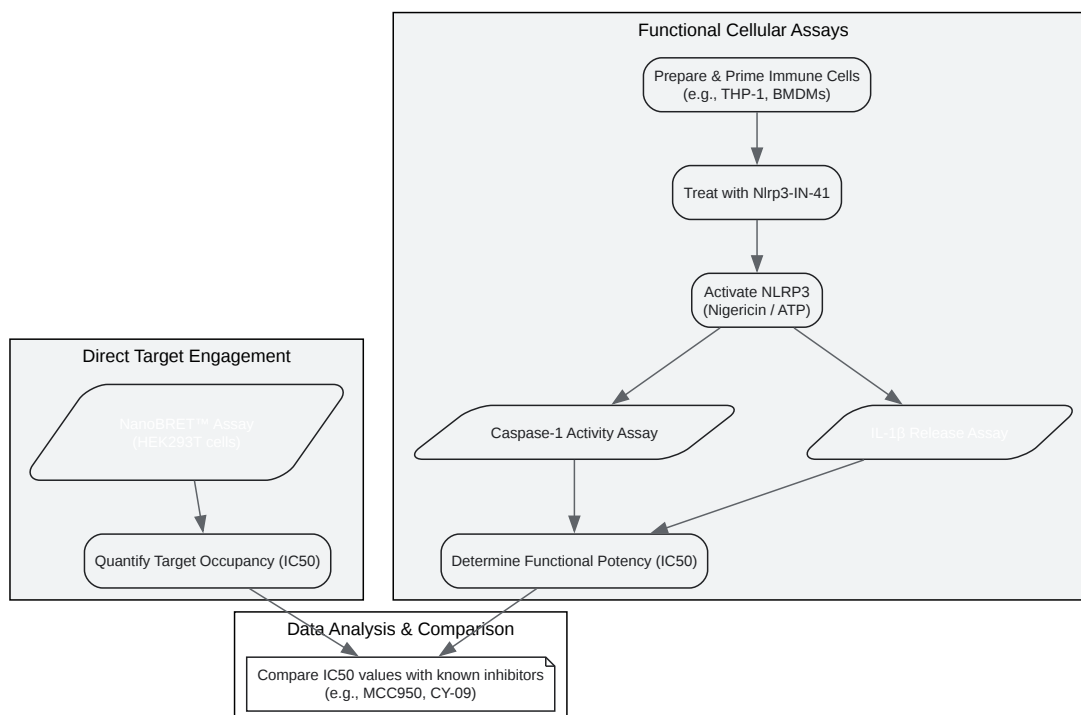 Functional Cellular Assays
Prepare & Prime Immune Cells
(e.g., THP-1, BMDMs)
Treat with Nlrp3-IN-41
Activate NLRP3
(Nigericin / ATP)
Direct Target Engagement
NanoBRET™ Assay
(HEK293T cells)
Caspase-1 Activity Assay
IL-1β Release Assay
Quantify Target Occupancy (IC50)
Determine Functional Potency (IC50)
Data Analysis & Comparison
Compare IC50 values with known inhibitors
(e.g., MCC950, CY-09)